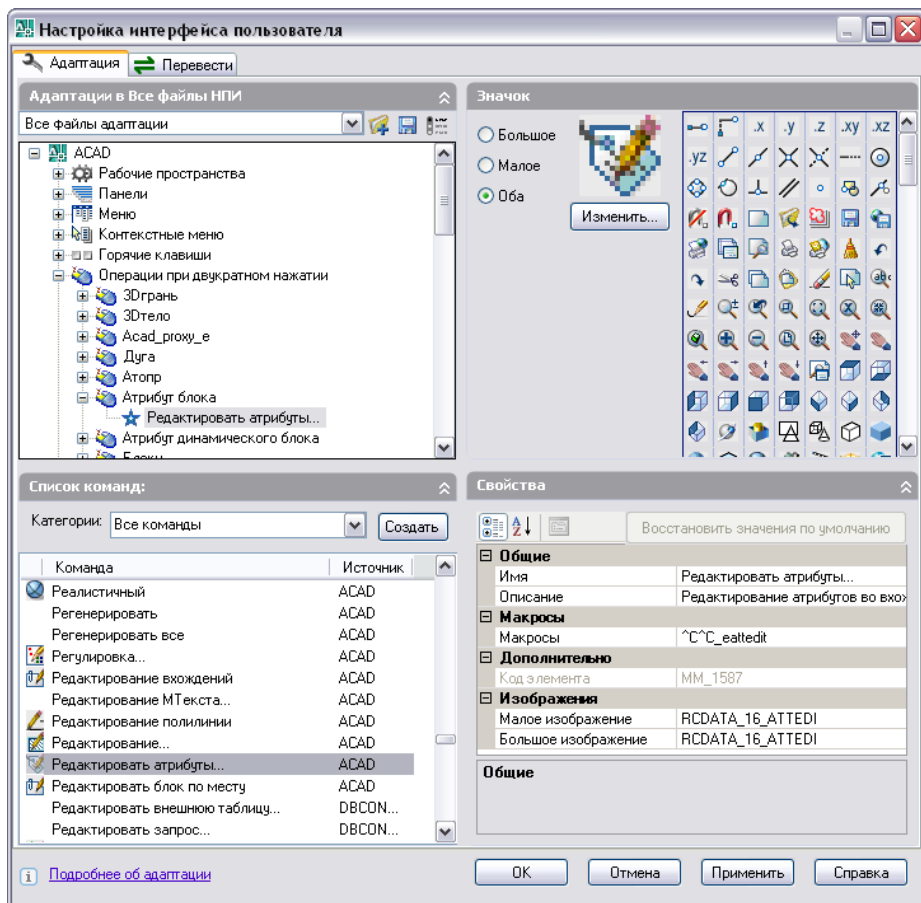 Настройка интерфейса пользователя
Адаптация
Перевести
Адаптации в Все файлы НПИ
Все файлы адаптации
ACAD
Рабочие пространства
Панели
Меню
Контекстные меню
Горячие клавиши
Операции при двукратном нажатии
3Dгрань
3Dтело
Acad_proxy_e
Дуга
Атопр
Атрибут блока
Редактировать атрибуты...
Атрибут динамического блока
Значок
Большое
Малое
Оба
Изменить...
.x .y .z .xy .xz
.yz
Список команд:
Категории: Все команды Создать
Команда Источник
Реалистичный ACAD
Регенерировать ACAD
Регенерировать все ACAD
Регулировка... ACAD
Редактирование вхождений ACAD
Редактирование МТекста... ACAD
Редактирование полилинии ACAD
Редактирование... ACAD
Редактировать атрибуты... ACAD
Редактировать блок по месту ACAD
Редактировать внешнюю таблицу... DBCON...
Редактировать запрос... DBCON...
Свойства
Восстановить значения по умолчанию
Общие
Имя Редактировать атрибуты...
Описание Редактирование атрибутов во вхо
Макросы
Макросы ^C^C_eattedit
Дополнительно
Код элемента MM_1587
Изображения
Малое изображение RCDATA_16_ATTEDI
Большое изображение RCDATA_16_ATTEDI
Общие
Подробнее об адаптации
ОК
Отмена
Применить
Справка